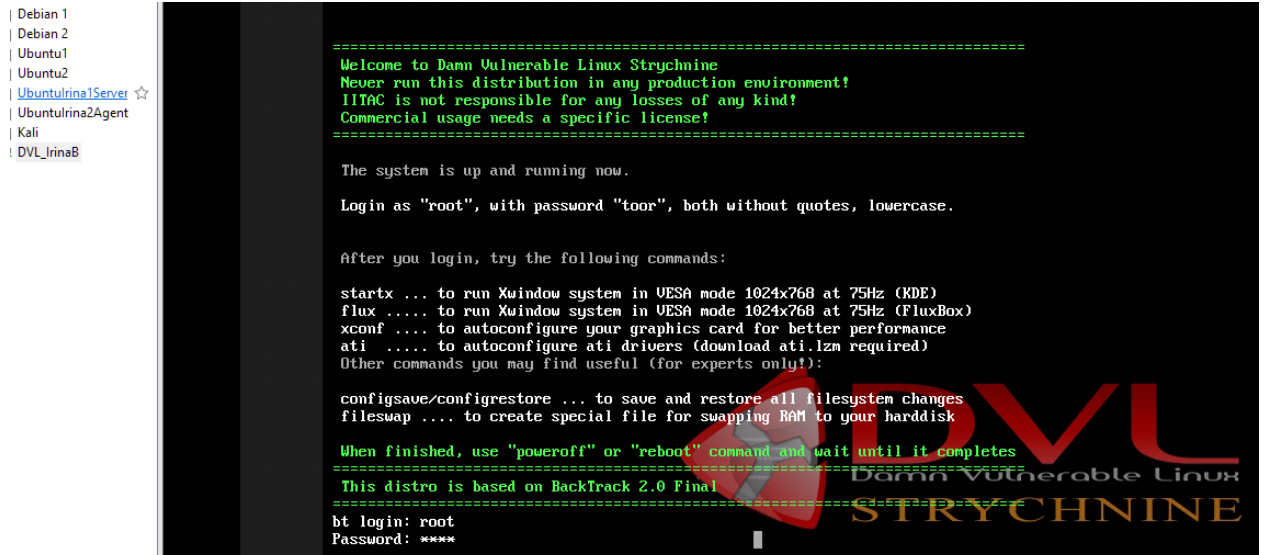 Debian 1
Debian 2
Ubuntu1
Ubuntu2
UbuntuIrina1Server
UbuntuIrina2Agent
Kali
DVL_IrinaB
================================================================================
Welcome to Damn Vulnerable Linux Strychnine
Never run this distribution in any production environment!
IITAC is not responsible for any losses of any kind!
Commercial usage needs a specific license!
================================================================================
The system is up and running now.
Login as "root", with password "toor", both without quotes, lowercase.
After you login, try the following commands:
startx ... to run Xwindow system in VESA mode 1024x768 at 75Hz (KDE)
flux ..... to run Xwindow system in VESA mode 1024x768 at 75Hz (FluxBox)
xconf .... to autoconfigure your graphics card for better performance
ati ..... to autoconfigure ati drivers (download ati.lzm required)
Other commands you may find useful (for experts only!):
configsave/configrestore ... to save and restore all filesystem changes
fileswap .... to create special file for swapping RAM to your harddisk
When finished, use "poweroff" or "reboot" command and wait until it completes
================================================================================
This distro is based on BackTrack 2.0 Final
================================================================================
bt login: root
Password: ****
DVL
Damn Vulnerable Linux
STRYCHNINE